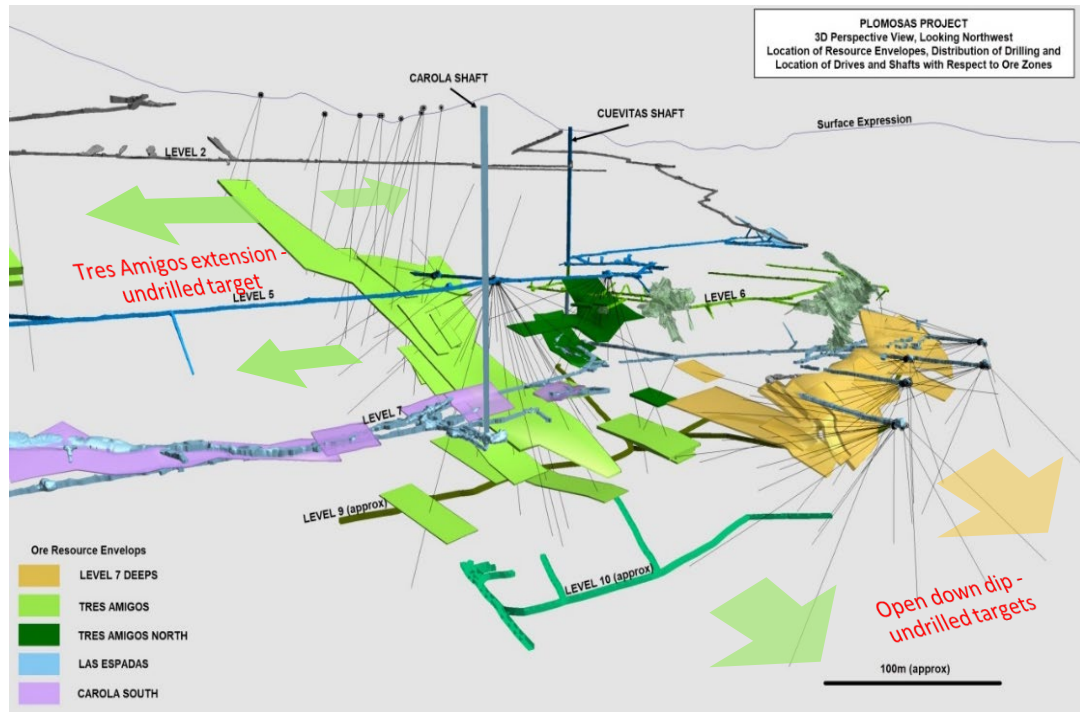 PLOMOSAS PROJECT
3D Perspective View, Looking Northwest
Location of Resource Envelopes, Distribution of Drilling and
Location of Drives and Shafts with Respect to Ore Zones
CAROLA SHAFT
CUEVITAS SHAFT
Surface Expression
LEVEL 2
Tres Amigos extension -
undrilled target
LEVEL 5
LEVEL 6
LEVEL 7
LEVEL 9 (approx)
LEVEL 10 (approx)
Open down dip -
undrilled targets
100m (approx)
Ore Resource Envelops
LEVEL 7 DEEPS
TRES AMIGOS
TRES AMIGOS NORTH
LAS ESPADAS
CAROLA SOUTH